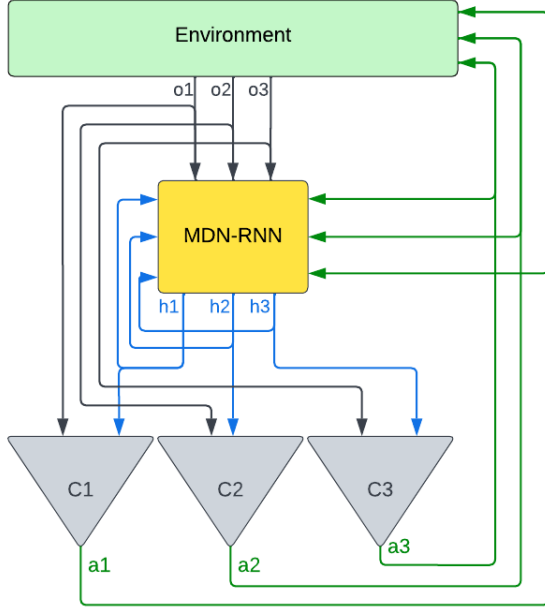 Environment
o1 o2 o3
MDN-RNN
h1 h2 h3
C1 C2 C3
a1 a2 a3